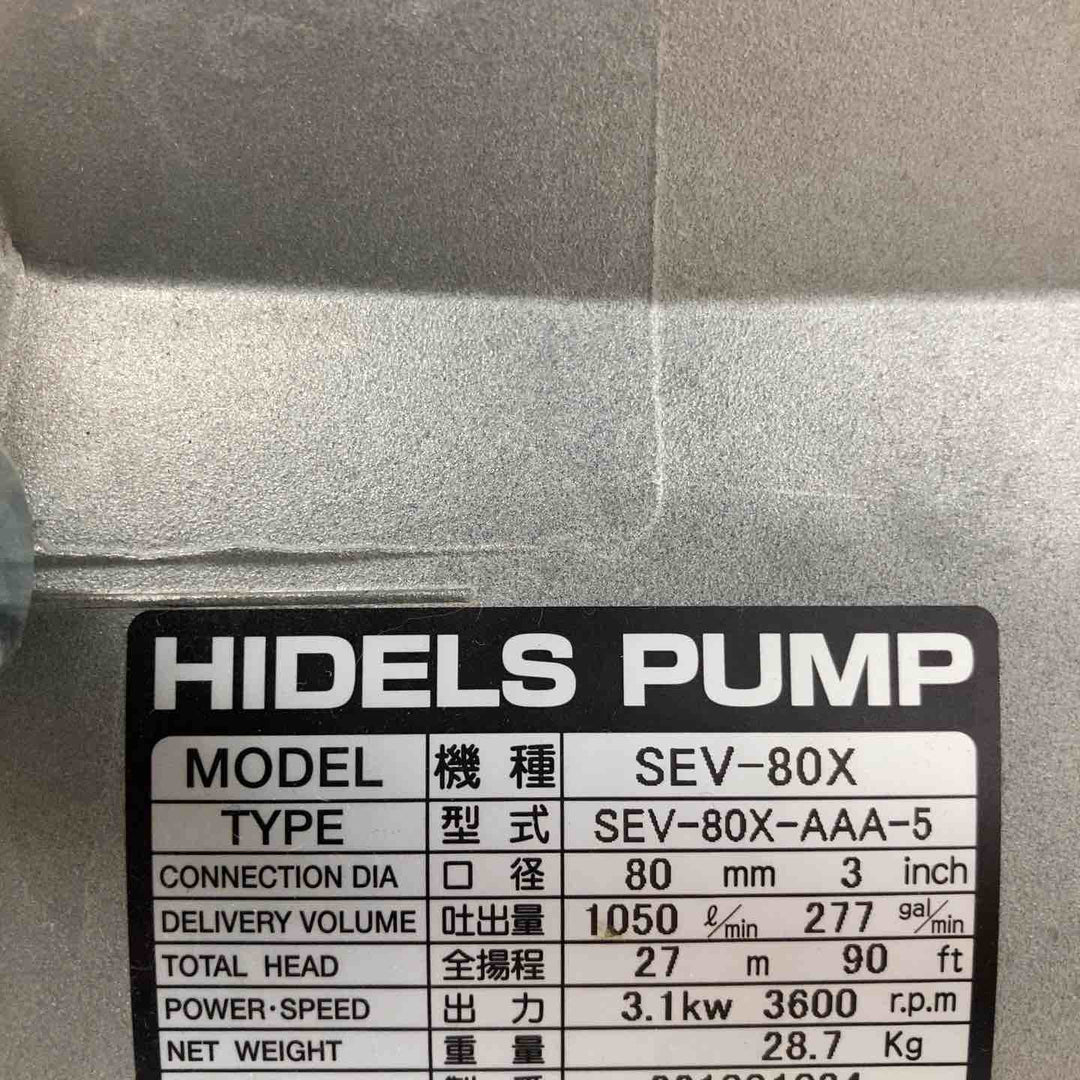 HIDELS PUMP
MODEL 機種 SEV-80X
TYPE 型式 SEV-80X-AAA-5
CONNECTION DIA 口径 80 mm 3 inch
DELIVERY VOLUME 吐出量 1050 ℓ/min 277 gal/min
TOTAL HEAD 全揚程 27 m 90 ft
POWER·SPEED 出力 3.1kw 3600 r.p.m
NET WEIGHT 重量 28.7 Kg